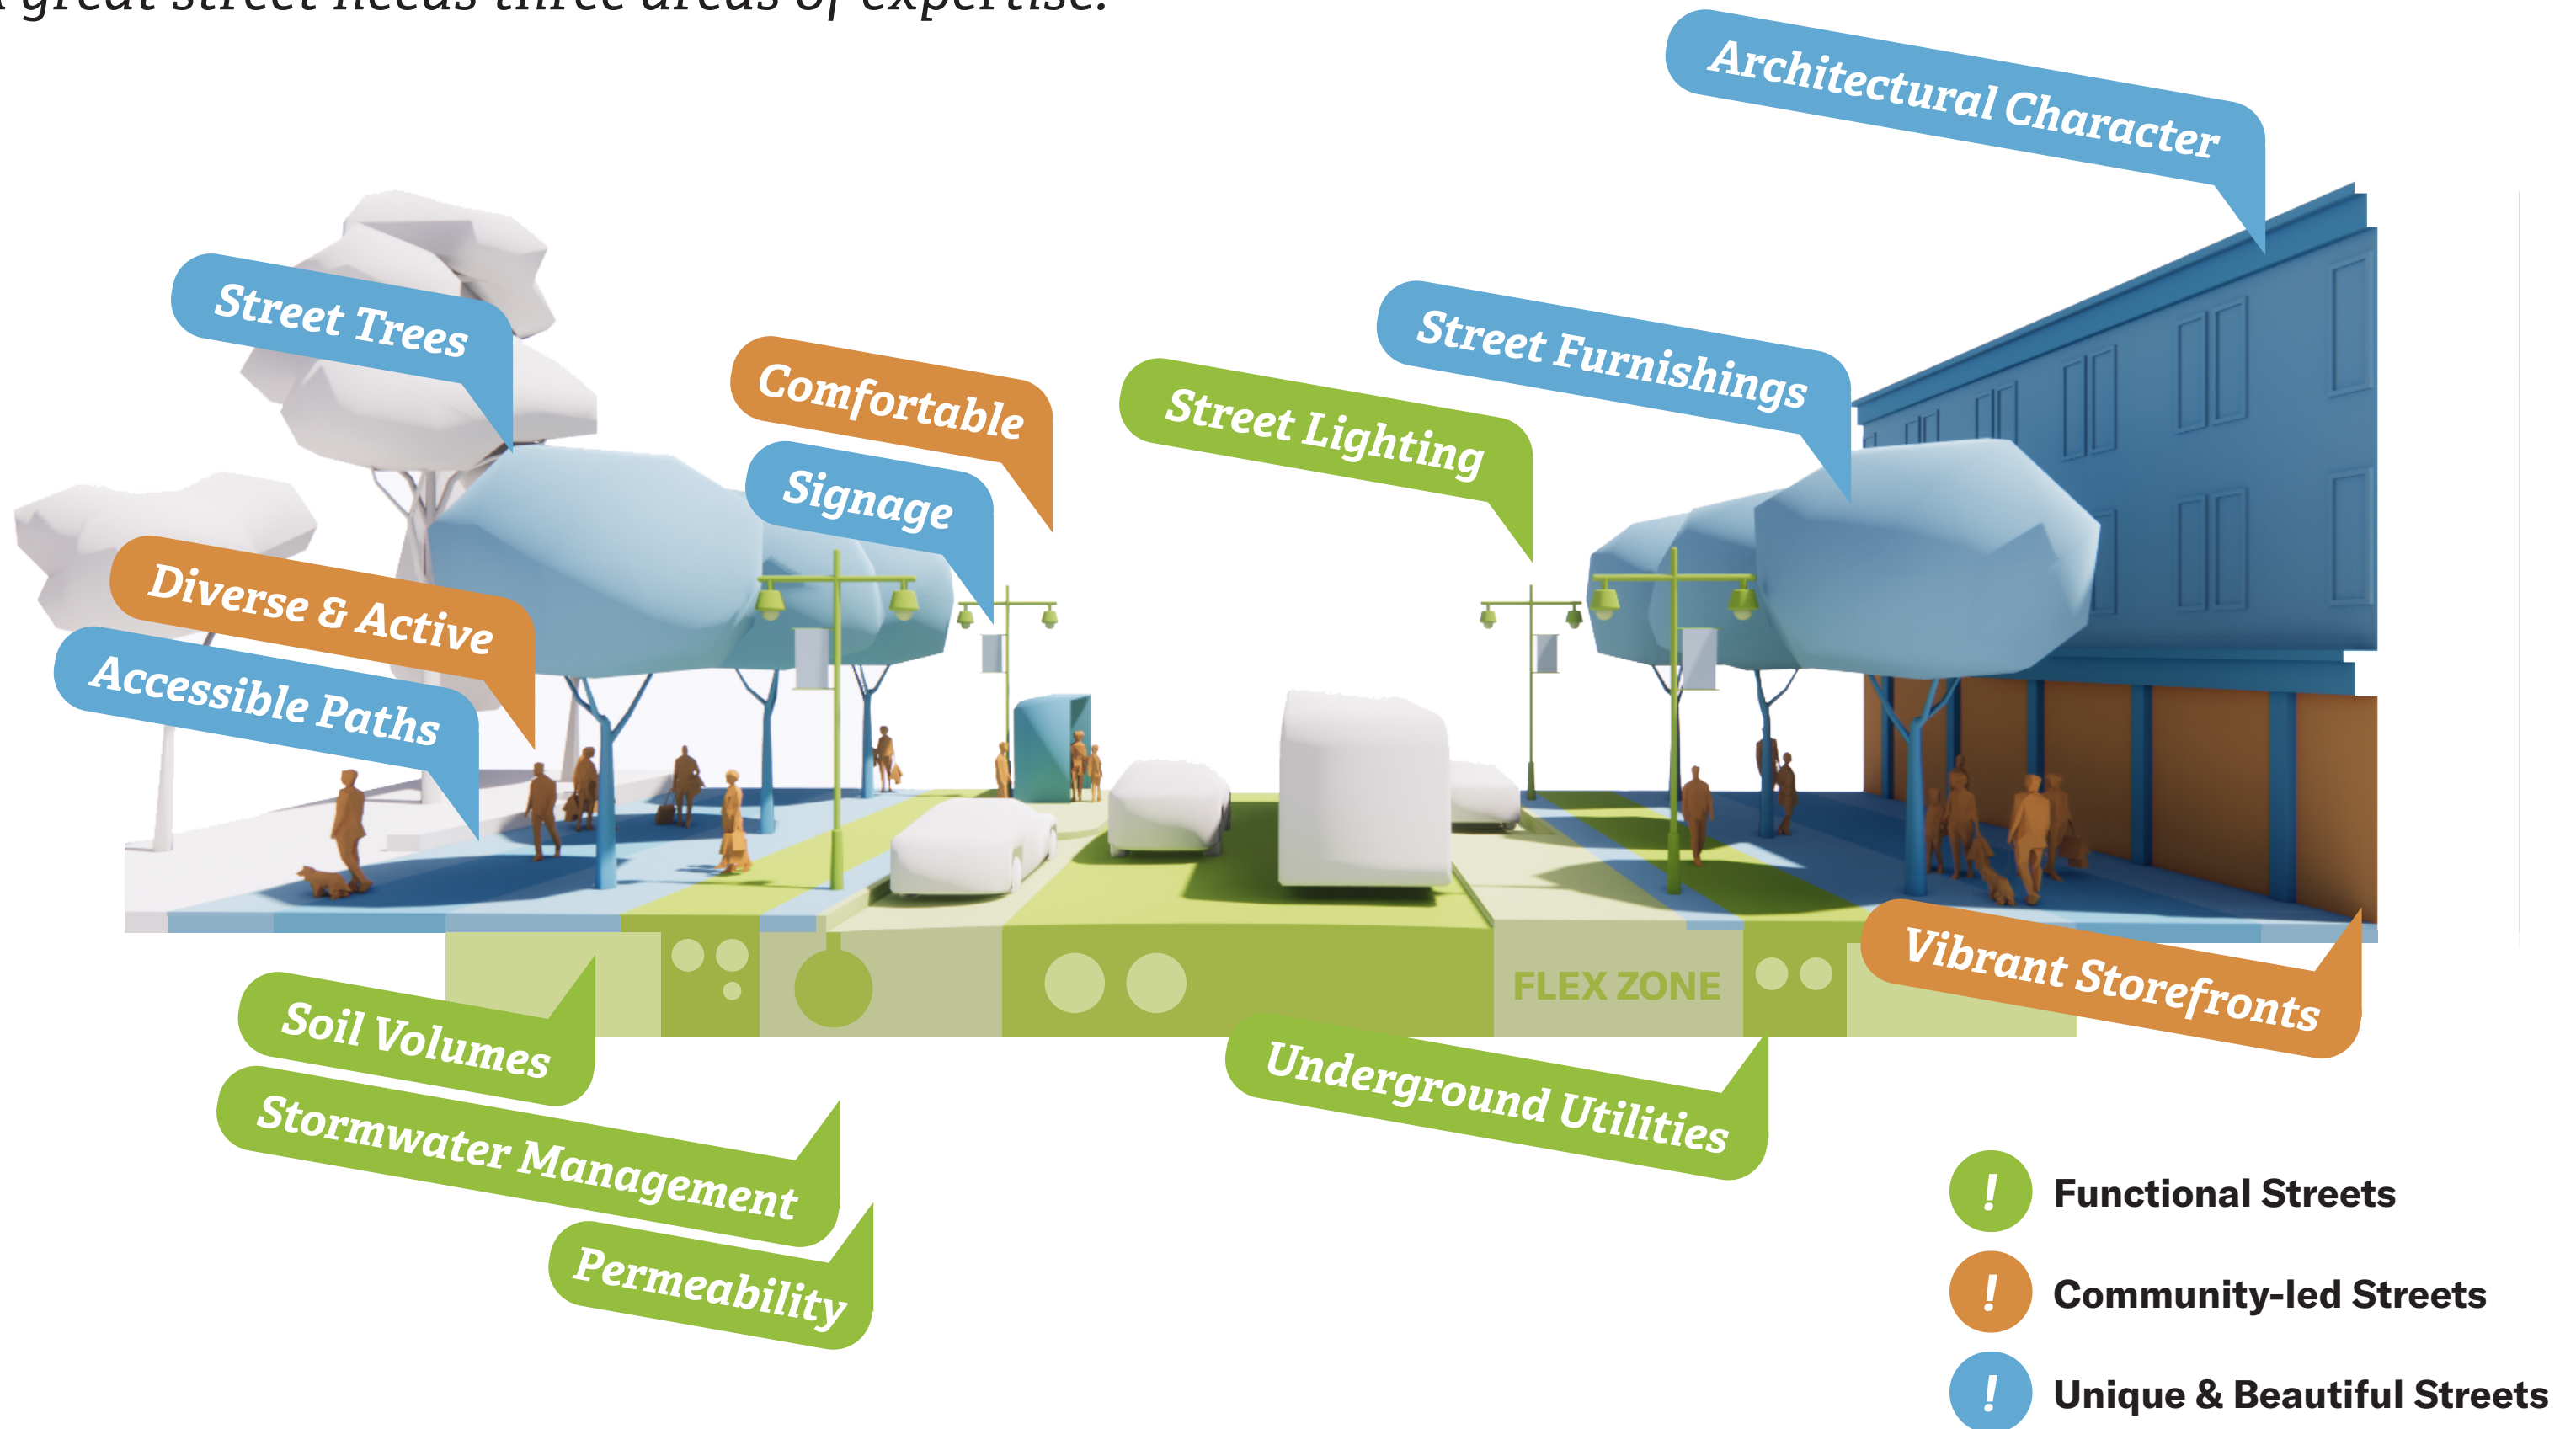 great street needs three areas of expertise.
Architectural Character
Street Trees
Comfortable
Signage
Street Lighting
Street Furnishings
Diverse & Active
Accessible Paths
FLEX ZONE
Vibrant Storefronts
Soil Volumes
Stormwater Management
Permeability
Underground Utilities
! Functional Streets
! Community-led Streets
! Unique & Beautiful Streets